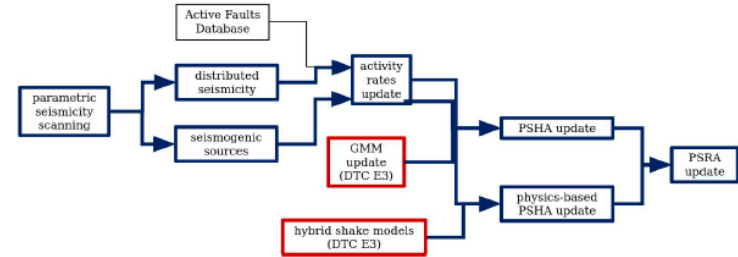 Active Faults
Database
parametric
seismicity
scanning
distributed
seismicity
seismogenic
sources
activity
rates
update
GMM
update
(DTC E3)
hybrid shake models
(DTC E3)
PSHA update
physics-based
PSHA update
PSRA
update